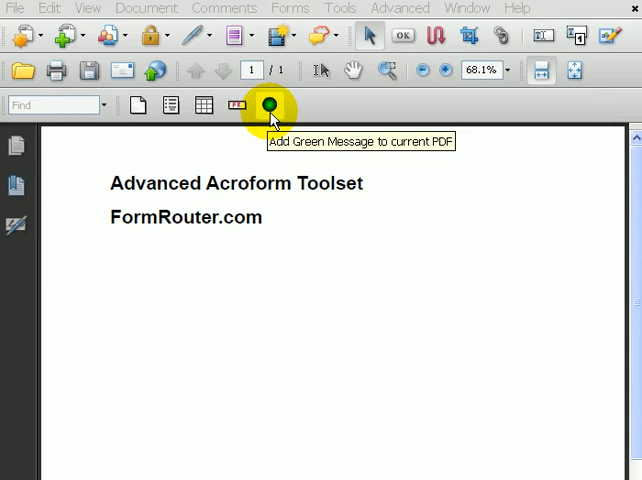 File Edit View Document Comments Forms Tools Advanced Window Help
OK
1 / 1 68.1%
Find
Add Green Message to current PDF
Advanced Acroform Toolset
FormRouter.com